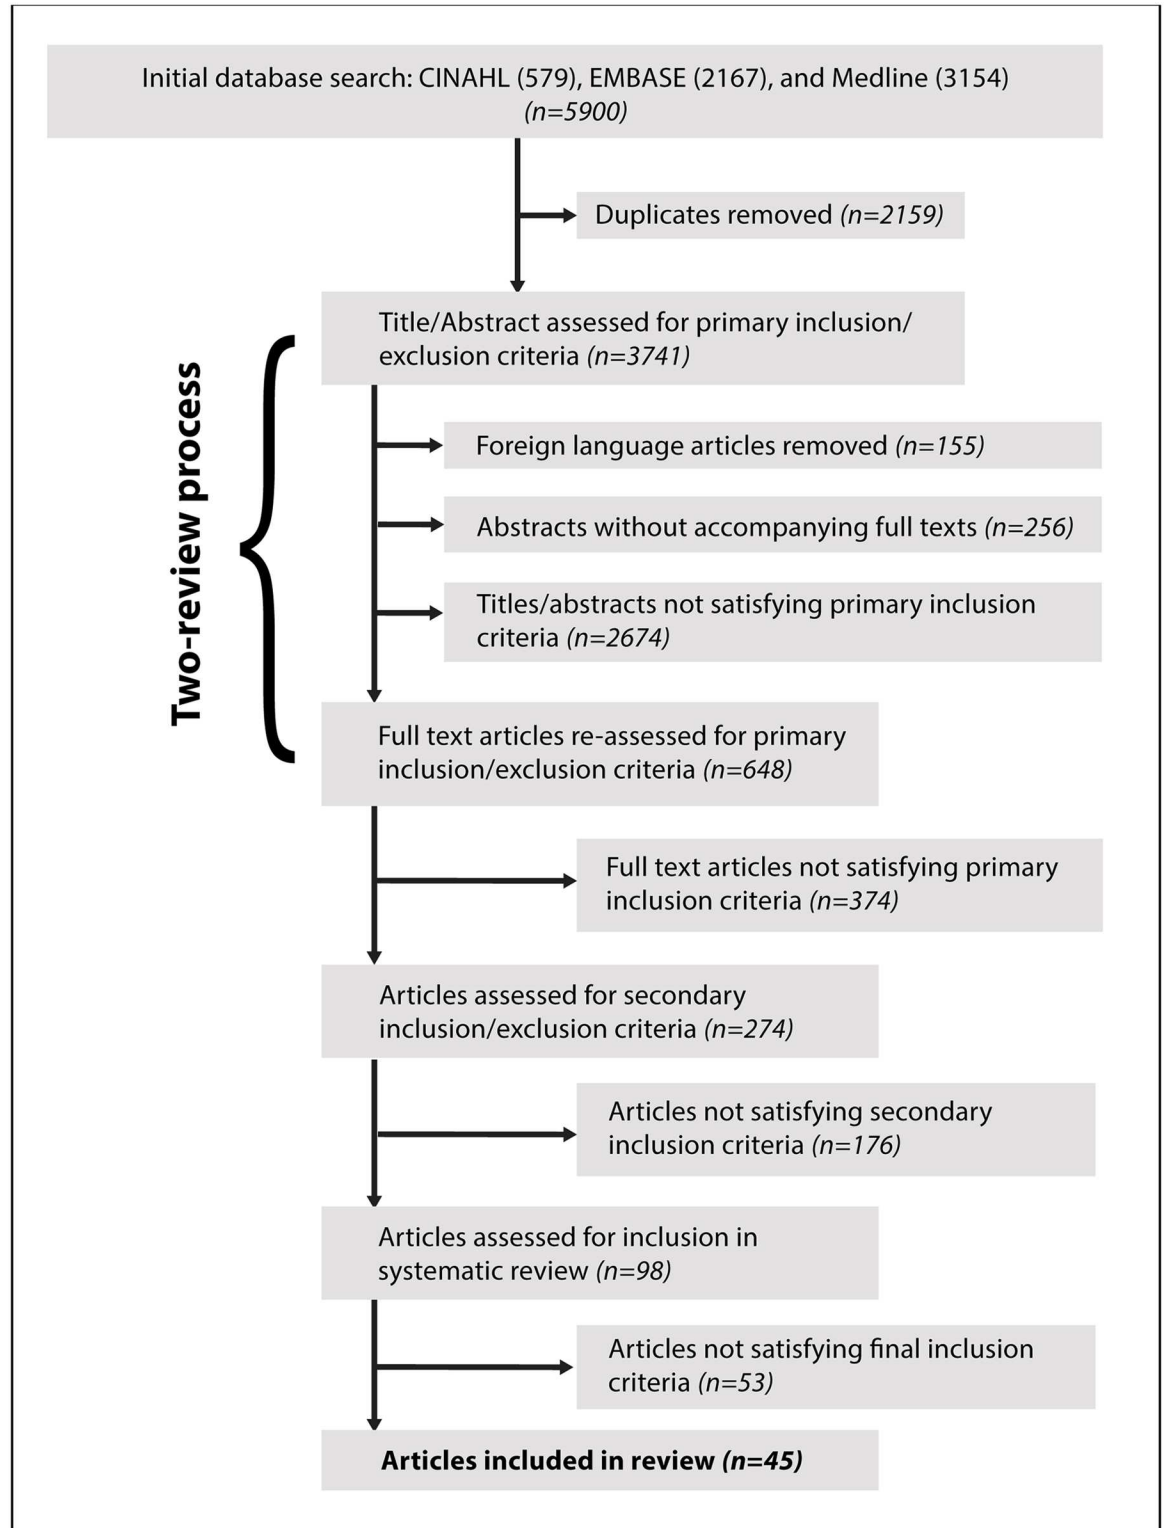 Initial database search: CINAHL (579), EMBASE (2167), and Medline (3154)
(n=5900)
Duplicates removed (n=2159)
Title/Abstract assessed for primary inclusion/
exclusion criteria (n=3741)
Two-review process
Foreign language articles removed (n=155)
Abstracts without accompanying full texts (n=256)
Titles/abstracts not satisfying primary inclusion
criteria (n=2674)
Full text articles re-assessed for primary
inclusion/exclusion criteria (n=648)
Full text articles not satisfying primary
inclusion criteria (n=374)
Articles assessed for secondary
inclusion/exclusion criteria (n=274)
Articles not satisfying secondary
inclusion criteria (n=176)
Articles assessed for inclusion in
systematic review (n=98)
Articles not satisfying final inclusion
criteria (n=53)
Articles included in review (n=45)